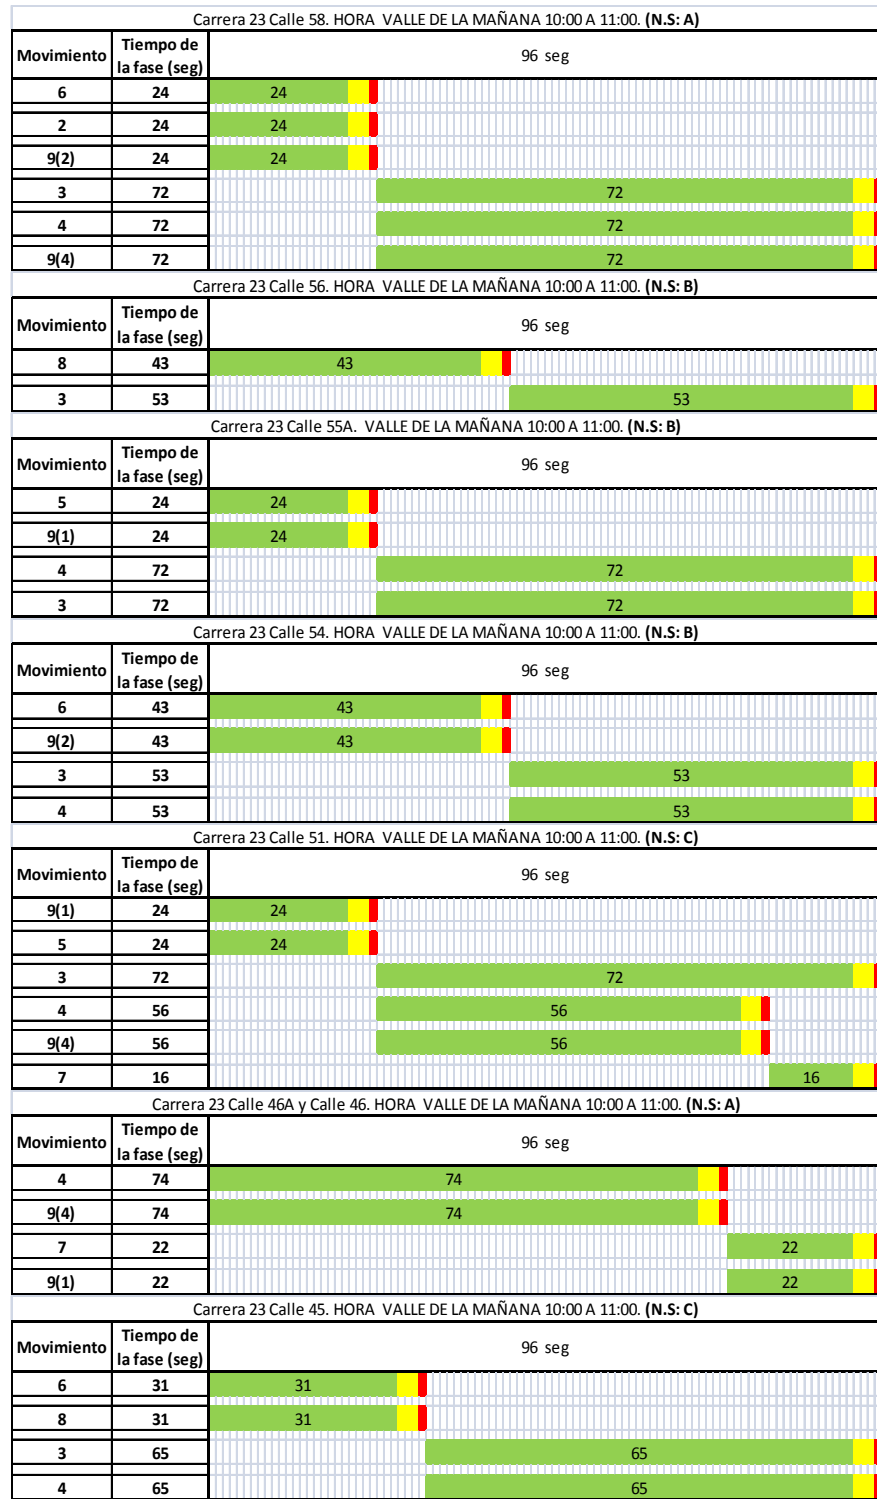 Carrera 23 Calle 58. HORA VALLE DE LA MAÑANA 10:00 A 11:00. (N.S: A)
Movimiento Tiempo de la fase (seg) 96 seg
6 24 24
2 24 24
9(2) 24 24
3 72 72
4 72 72
9(4) 72 72
Carrera 23 Calle 56. HORA VALLE DE LA MAÑANA 10:00 A 11:00. (N.S: B)
Movimiento Tiempo de la fase (seg) 96 seg
8 43 43
3 53 53
Carrera 23 Calle 55A. VALLE DE LA MAÑANA 10:00 A 11:00. (N.S: B)
Movimiento Tiempo de la fase (seg) 96 seg
5 24 24
9(1) 24 24
4 72 72
3 72 72
Carrera 23 Calle 54. HORA VALLE DE LA MAÑANA 10:00 A 11:00. (N.S: B)
Movimiento Tiempo de la fase (seg) 96 seg
6 43 43
9(2) 43 43
3 53 53
4 53 53
Carrera 23 Calle 51. HORA VALLE DE LA MAÑANA 10:00 A 11:00. (N.S: C)
Movimiento Tiempo de la fase (seg) 96 seg
9(1) 24 24
5 24 24
3 72 72
4 56 56
9(4) 56 56
7 16 16
Carrera 23 Calle 46A y Calle 46. HORA VALLE DE LA MAÑANA 10:00 A 11:00. (N.S: A)
Movimiento Tiempo de la fase (seg) 96 seg
4 74 74
9(4) 74 74
7 22 22
9(1) 22 22
Carrera 23 Calle 45. HORA VALLE DE LA MAÑANA 10:00 A 11:00. (N.S: C)
Movimiento Tiempo de la fase (seg) 96 seg
6 31 31
8 31 31
3 65 65
4 65 65